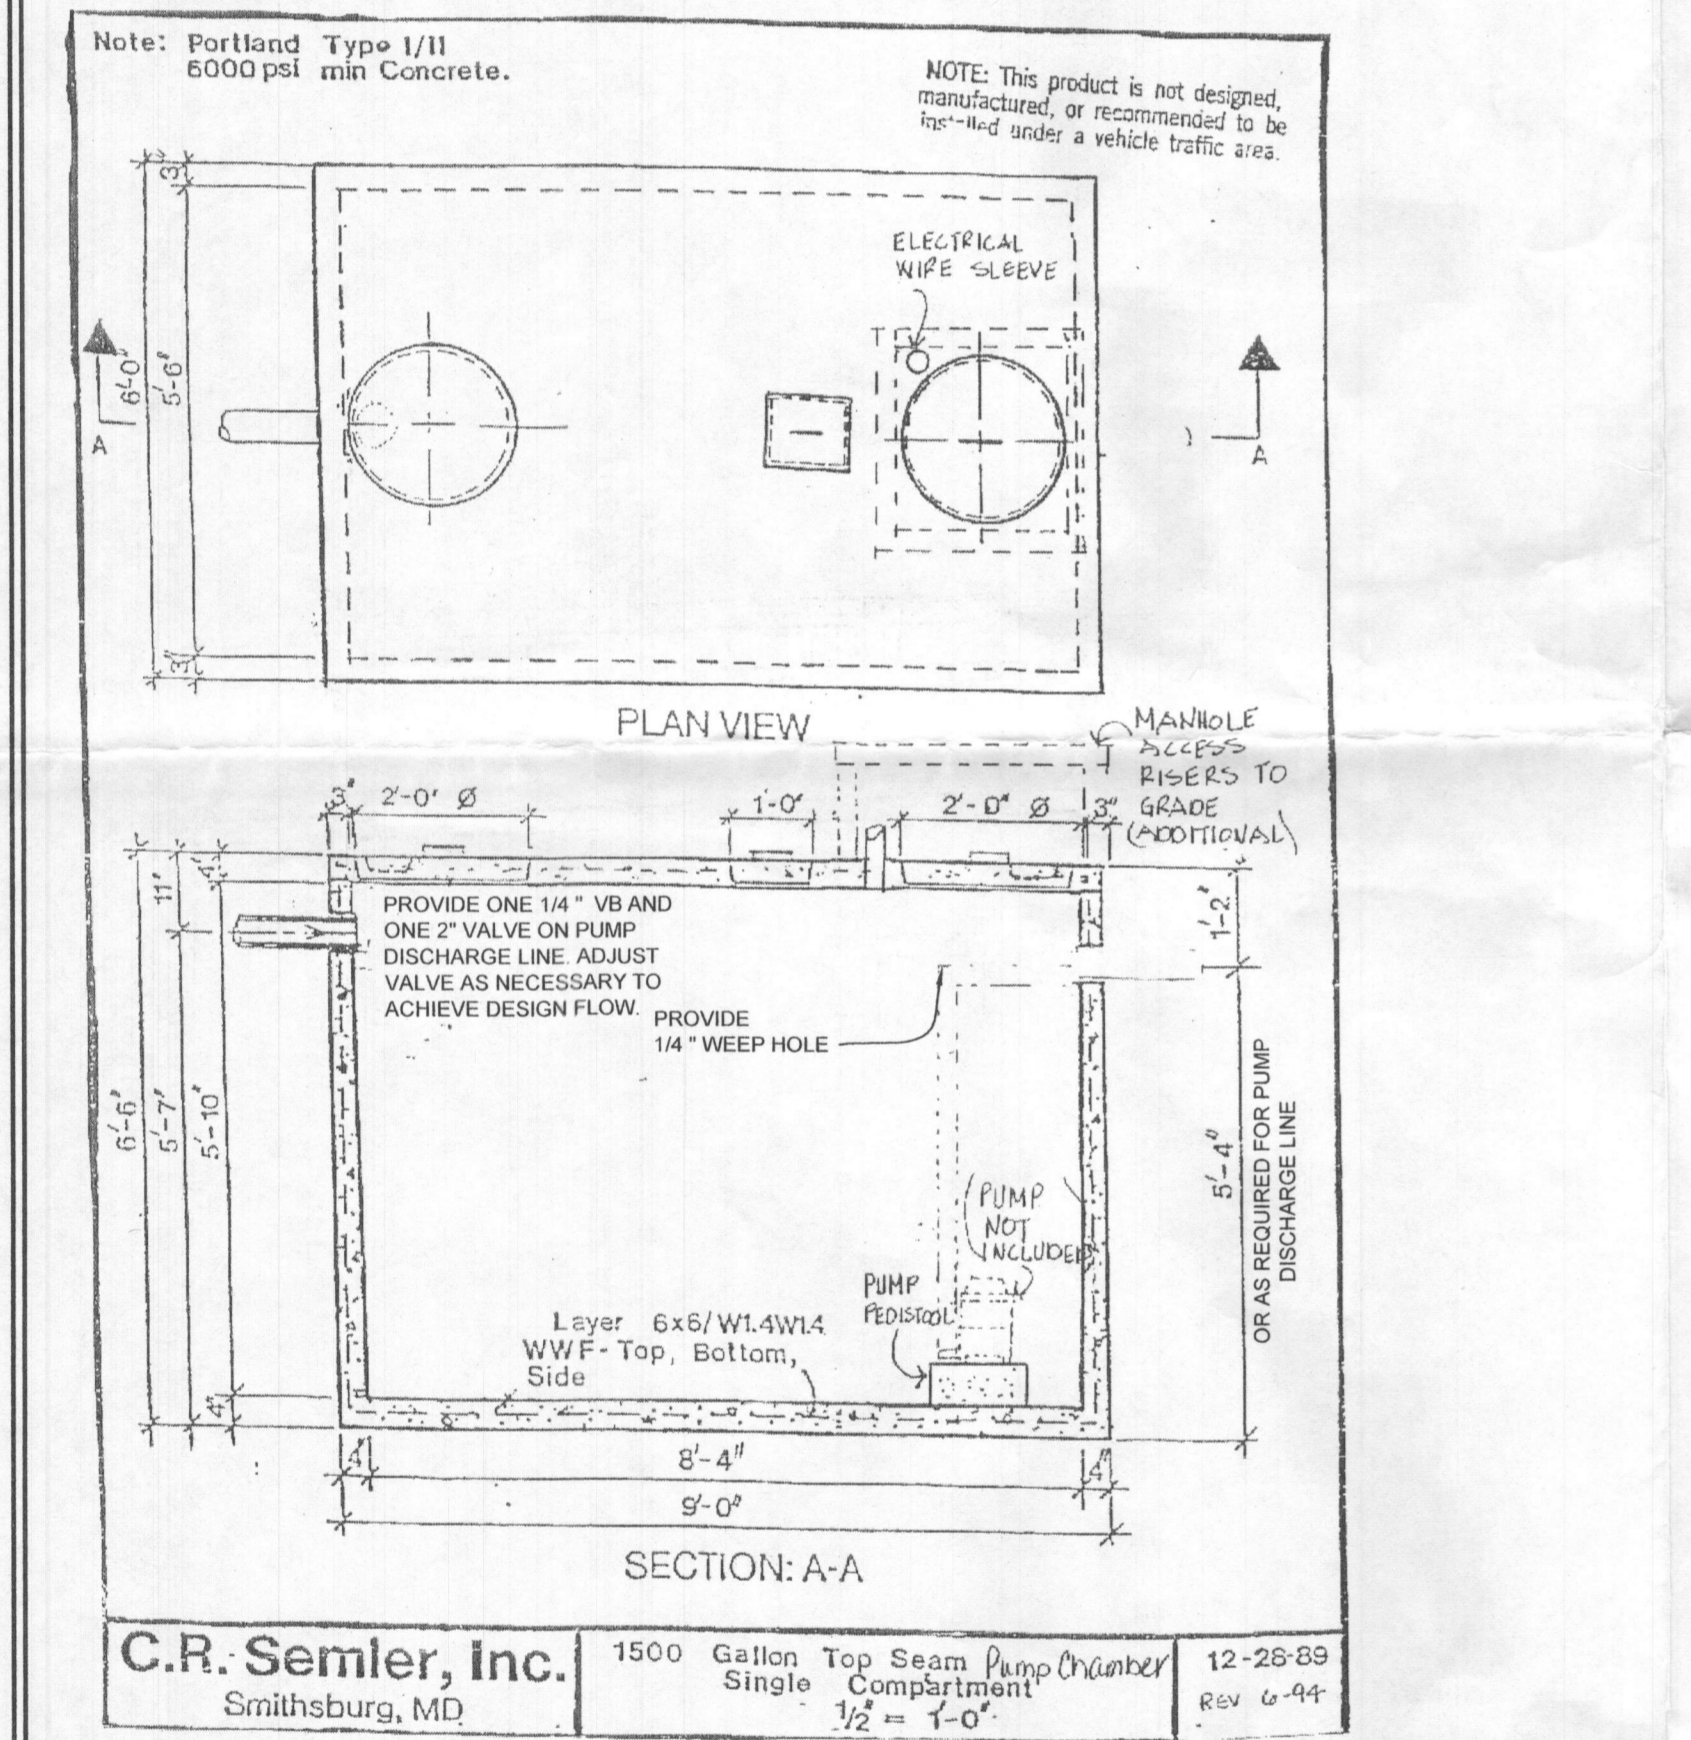 Note: Portland Type I/II
6000 psi min Concrete.
NOTE: This product is not designed,
manufactured, or recommended to be
installed under a vehicle traffic area.
3"
6'-0"
5'-6"
3"
A
A
ELECTRICAL
WIRE SLEEVE
PLAN VIEW
MANHOLE
ACCESS
RISERS TO
GRADE
(ADDITIONAL)
3" 2'-0" Ø 1'-0" 2'-0" Ø 3"
11"
4"
1'-2"
PROVIDE ONE 1/4 " VB AND
ONE 2" VALVE ON PUMP
DISCHARGE LINE. ADJUST
VALVE AS NECESSARY TO
ACHIEVE DESIGN FLOW.
PROVIDE
1/4 " WEEP HOLE
6'-6"
5'-7"
5'-10"
4"
5'-4"
OR AS REQUIRED FOR PUMP
DISCHARGE LINE
(PUMP
NOT
INCLUDED
PUMP
PEDISTOOL
Layer 6x6/W1.4W1.4
WWF-Top, Bottom,
Side
4" 8'-4" 4"
9'-0"
SECTION: A-A
C.R. Semler, Inc.
Smithsburg, MD
1500 Gallon Top Seam Pump Chamber
Single Compartment
1/2" = 1'-0"
12-28-89
REV 6-94